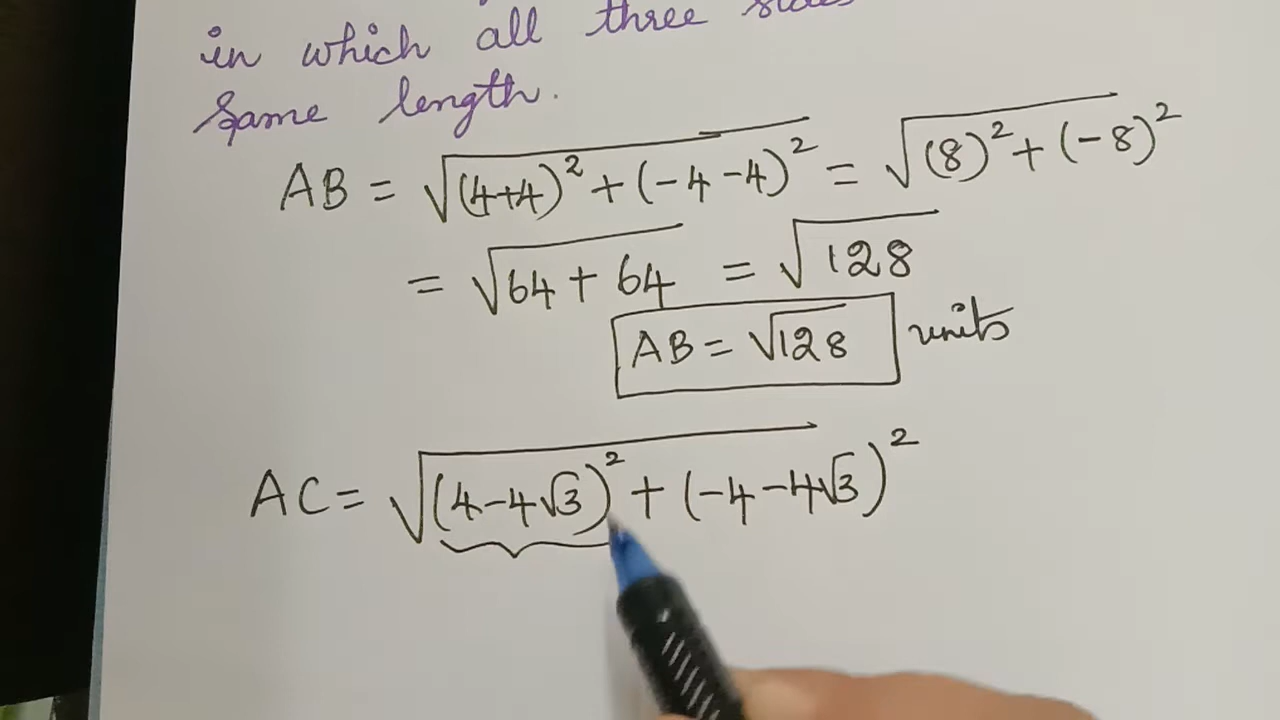 in which all three sides
same length.
AB = √(4+4)² + (-4-4)² = √(8)² + (-8)²
= √64 + 64 = √128
AB = √128 units
AC = √(4-4√3)² + (-4-4√3)²